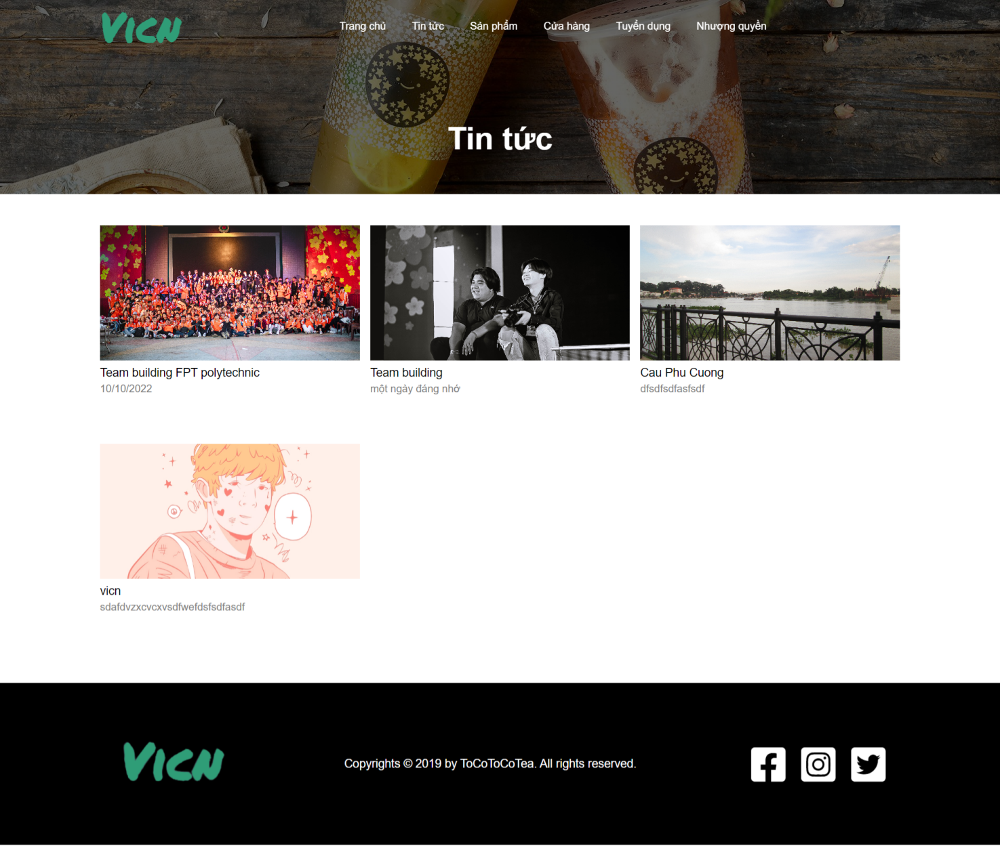 VICN
Trang chủ Tin tức Sản phẩm Cửa hàng Tuyển dụng Nhượng quyền
Tin tức
Team building FPT polytechnic
10/10/2022
Team building
một ngày đáng nhớ
Cau Phu Cuong
dfsdfsdfasfsdf
vicn
sdafdvzxcvcxvsdfwefdsfsdfasdf
VICN
Copyrights © 2019 by ToCoToCoTea. All rights reserved.